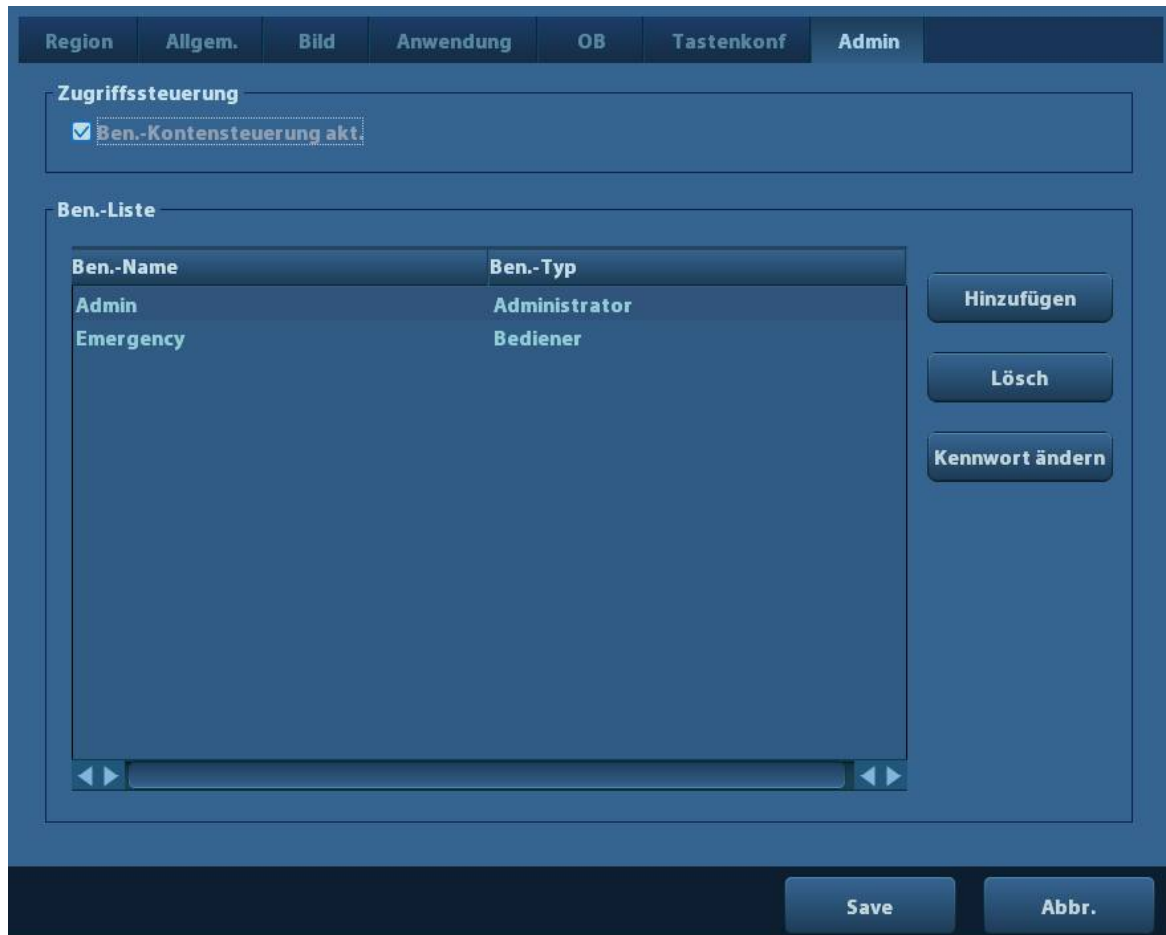 Region Allgem. Bild Anwendung OB Tastenkonf Admin
Zugriffssteuerung
Ben.-Kontensteuerung akt.
Ben.-Liste
Ben.-Name Ben.-Typ
Admin Administrator
Emergency Bediener
Hinzufügen
Lösch
Kennwort ändern
Save Abbr.